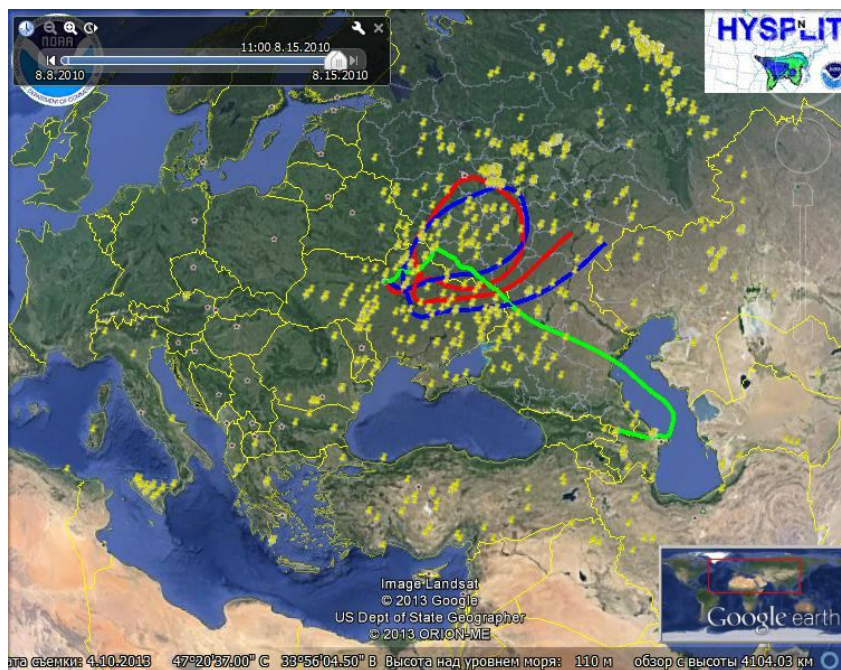 NOAA
11:00 8.15.2010
8.8.2010
8.15.2010
HYSPLIT
N
Image Landsat
© 2013 Google
US Dept of State Geographer
© 2013 ORION-ME
Google earth
ата съемки: 4.10.2013 47°20'37.00" С 33°56'04.50" В Высота над уровнем моря: 110 м обзор с высоты 4104.03 км